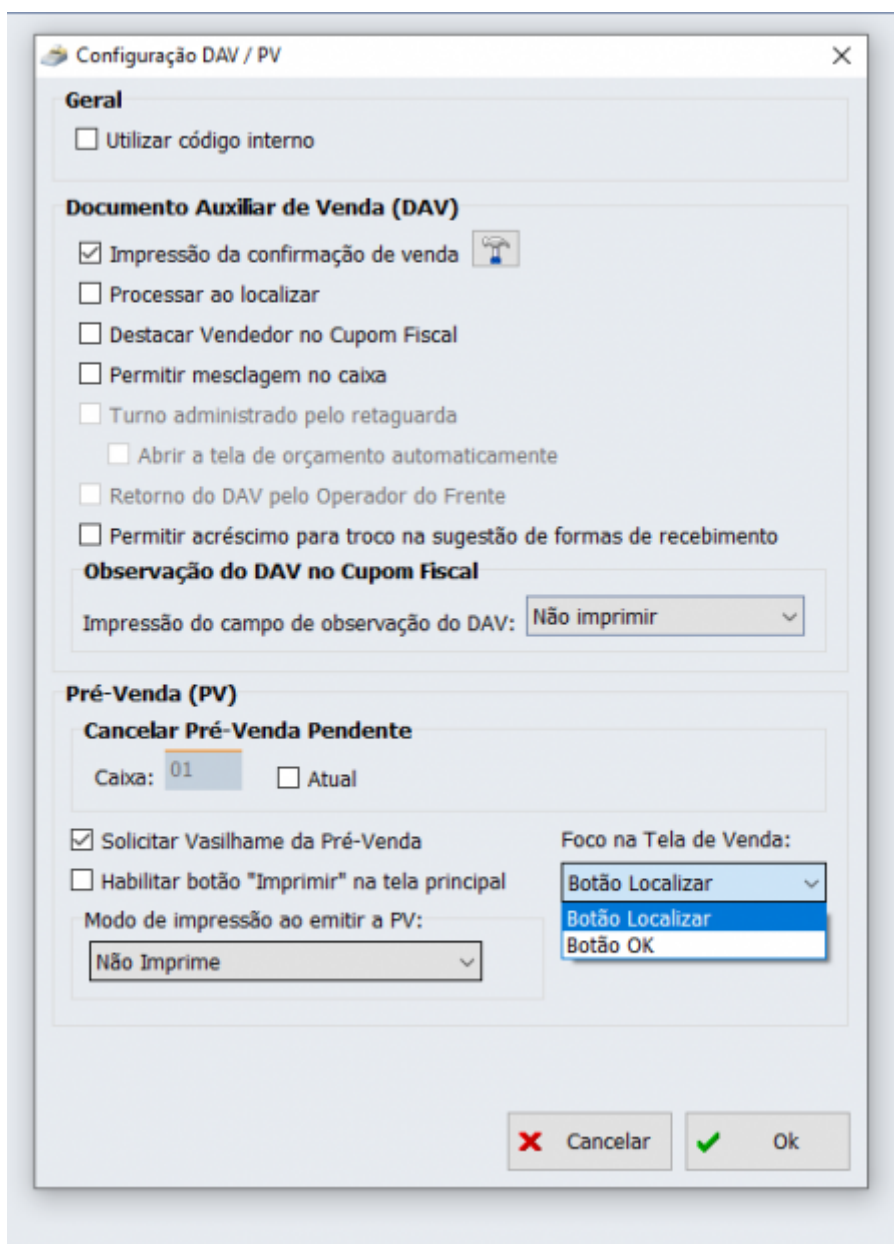 Configuração DAV / PV
Geral
Utilizar código interno
Documento Auxiliar de Venda (DAV)
Impressão da confirmação de venda
Processar ao localizar
Destacar Vendedor no Cupom Fiscal
Permitir mesclagem no caixa
Turno administrado pelo retaguarda
Abrir a tela de orçamento automaticamente
Retorno do DAV pelo Operador do Frente
Permitir acréscimo para troco na sugestão de formas de recebimento
Observação do DAV no Cupom Fiscal
Impressão do campo de observação do DAV: Não imprimir
Pré-Venda (PV)
Cancelar Pré-Venda Pendente
Caixa: 01 Atual
Solicitar Vasilhame da Pré-Venda Foco na Tela de Venda:
Habilitar botão "Imprimir" na tela principal Botão Localizar
Modo de impressão ao emitir a PV: Botão Localizar
Não Imprime Botão OK
Cancelar Ok